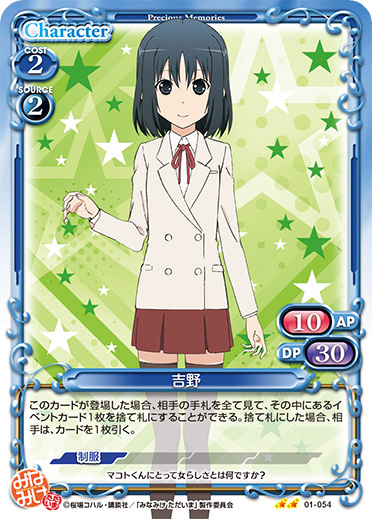 Precious Memories
Character
COST
2
SOURCE
2
10 AP
DP 30
吉野
このカードが登場した場合、相手の手札を全て見て、その中にある
イベントカード1枚を捨て札にすることができる。捨て札にした場合、相
手は、カードを1枚引く。
制服
マコトくんにとって女らしさとは何ですか?
みなみけ
©桜場コハル・講談社/「みなみけ ただいま」製作委員会
01-054